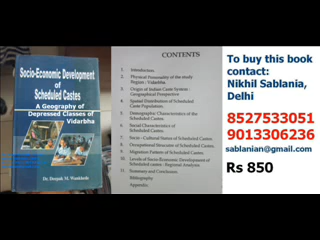 Socio-Economic Development
of
Scheduled Castes
A Geography of
Depressed Classes of
Vidarbha
Dr. Deepak M. Wankhede
CONTENTS
1. Introduction.
2. Physical Personality of the study
Region - Vidarbha
3. Origin of Indian Caste System -
Geographical Perspective
4. Spatial Distribution of Scheduled
Caste Population.
5. Demographic Characteristics of the
Scheduled Castes.
6. Social Characteristics of
Scheduled Castes.
7.
8. Socio - Cultural Status of Scheduled Castes.
Occupational Structure of Scheduled Castes.
9. Migration Pattern of Scheduled Castes.
10. Levels of Socio-Economic Development of
Scheduled castes - Regional Analysis
11. Summary and Conclusion.
Bibliography
Appendix.
To buy this book
contact:
Nikhil Sablania,
Delhi
8527533051
9013306236
sablanian@gmail.com
Rs 850